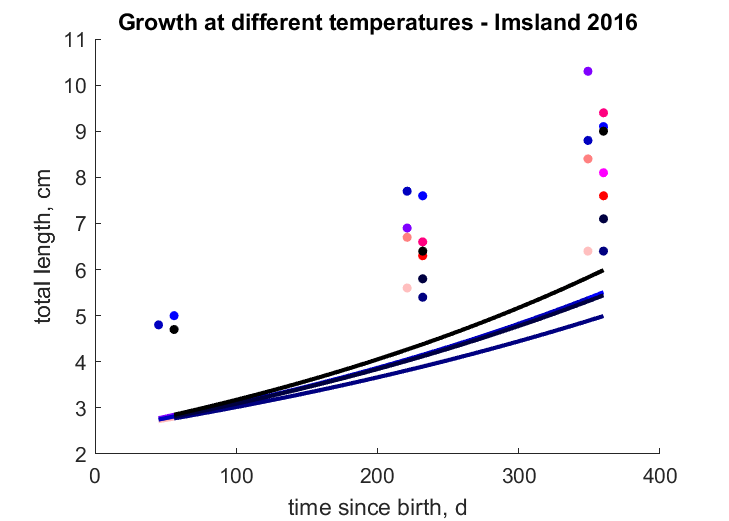 Growth at different temperatures - Imsland 2016
11
10
9
8
7
6
5
4
3
2
total length, cm
0 100 200 300 400
time since birth, d